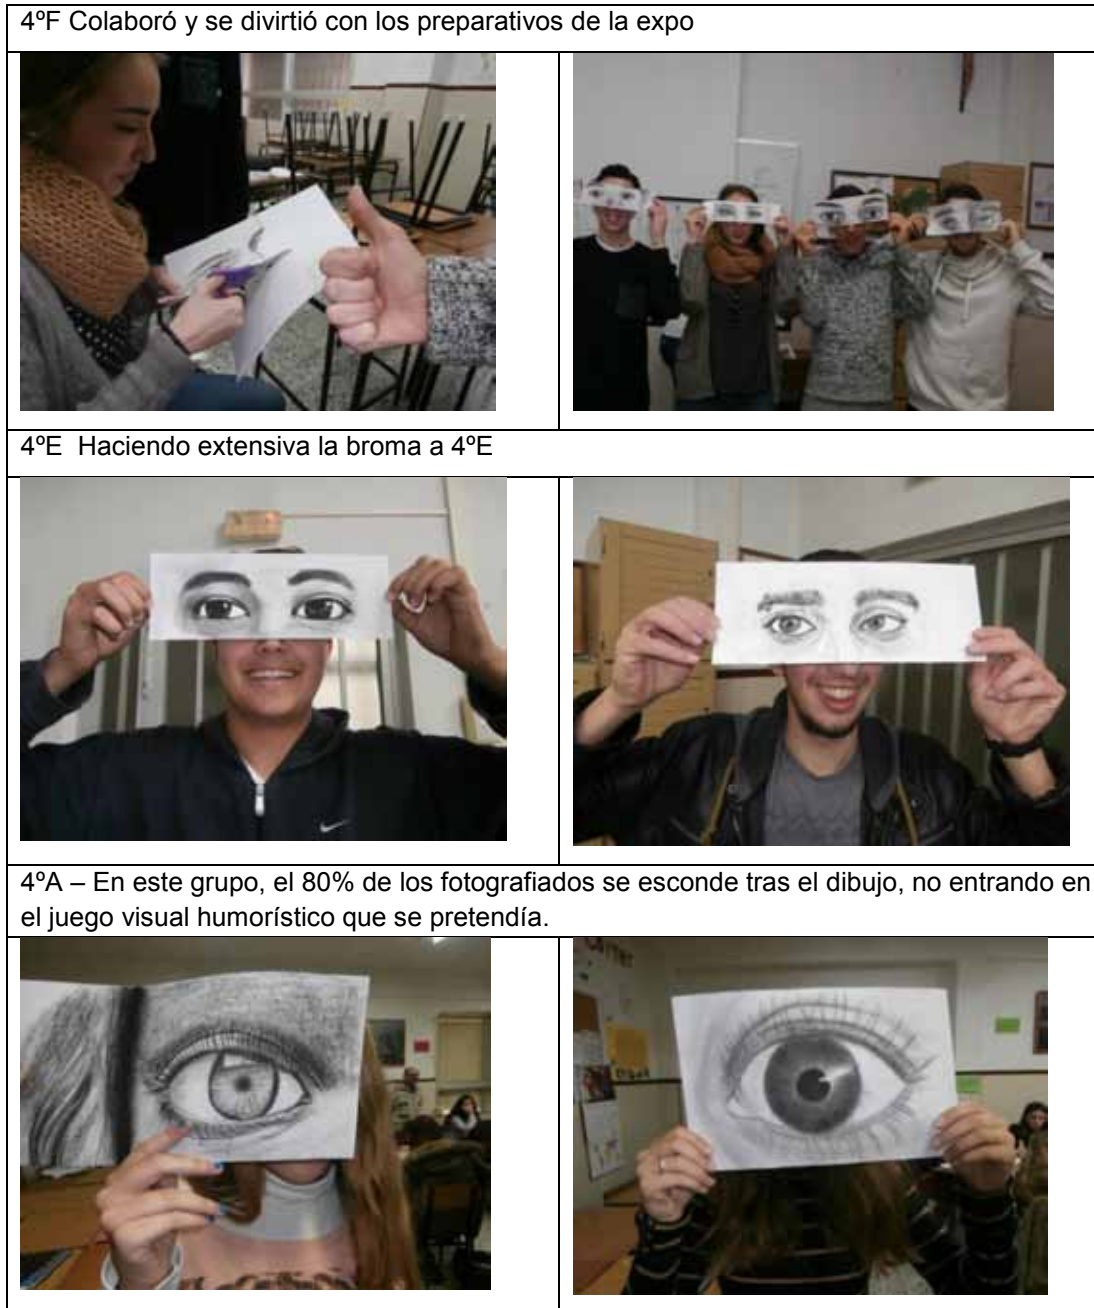 4ºF Colaboró y se divirtió con los preparativos de la expo
4ºE Haciendo extensiva la broma a 4ºE
4ºA – En este grupo, el 80% de los fotografiados se esconde tras el dibujo, no entrando en
el juego visual humorístico que se pretendía.